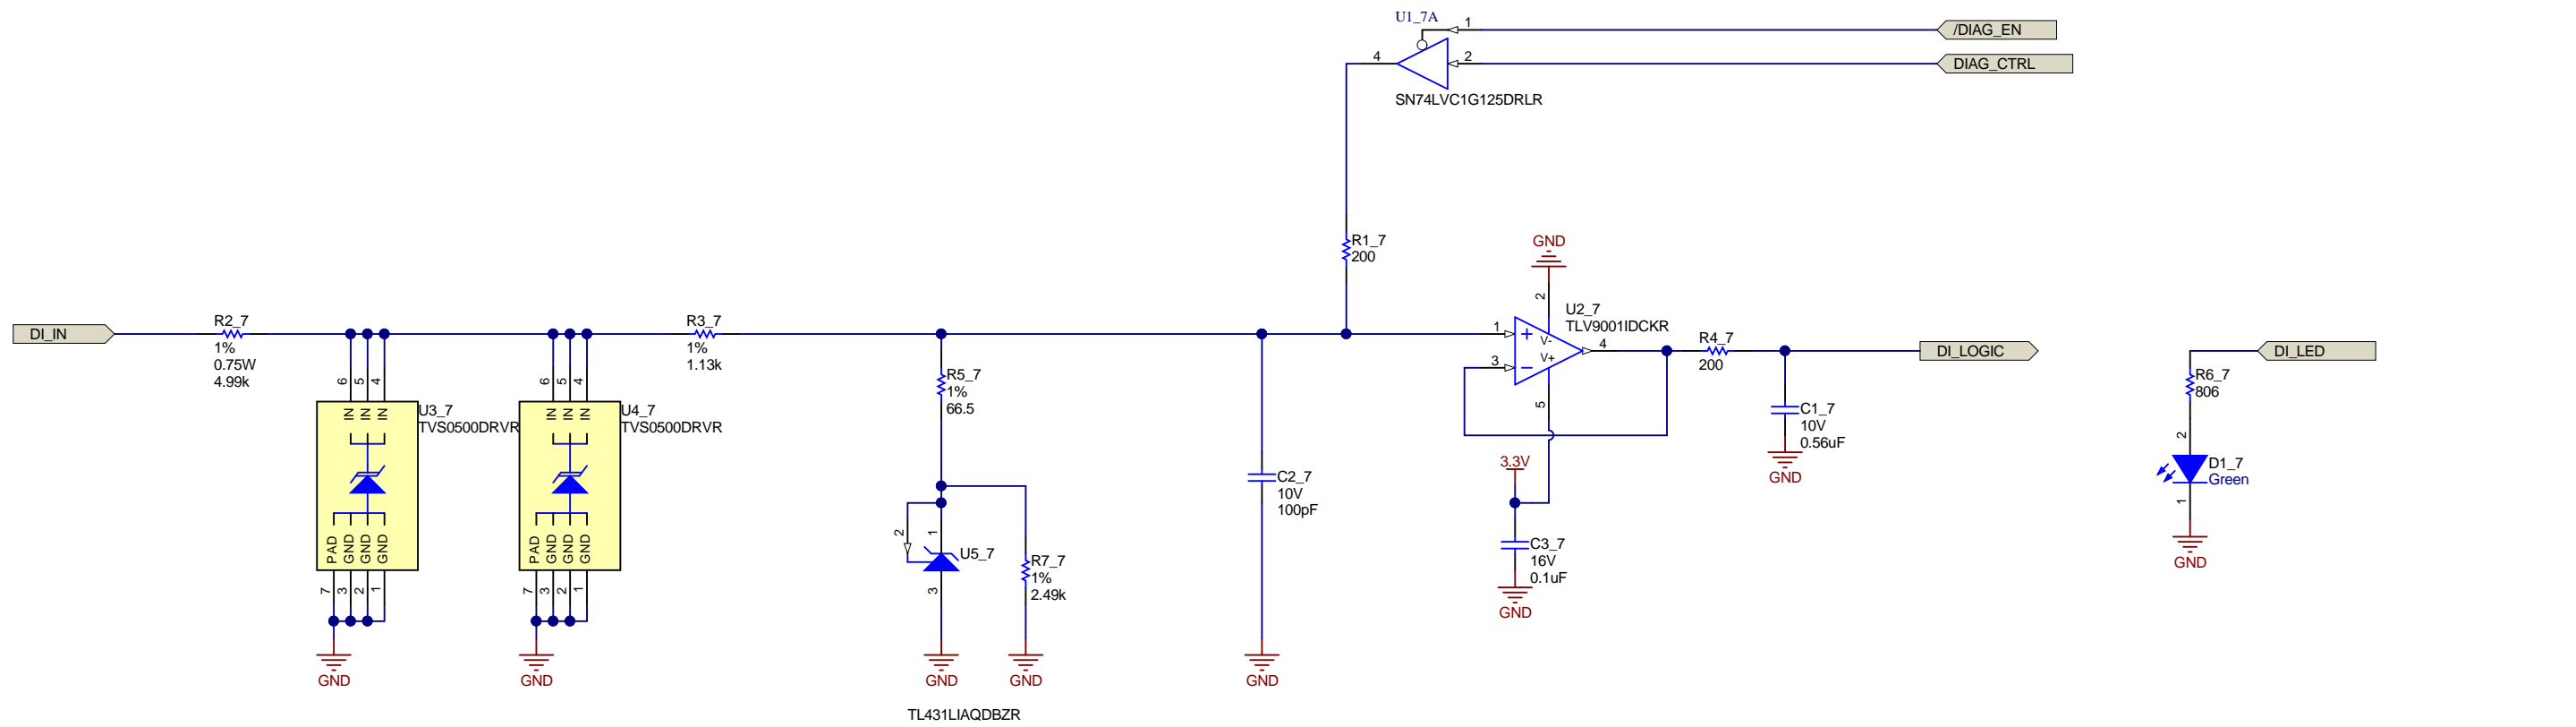 U1_7A
1
/DIAG_EN
4
2
DIAG_CTRL
SN74LVC1G125DRLR
R1_7
200
GND
2
U2_7
TLV9001IDCKR
DI_IN
R2_7
1%
0.75W
4.99k
R3_7
1%
1.13k
1
+
V-
V+
3
−
4
5
R4_7
200
DI_LOGIC
DI_LED
R6_7
806
6
5
4
IN
IN
IN
U3_7
TVS0500DRVR
PAD
GND
GND
GND
7
3
2
1
GND
6
5
4
IN
IN
IN
U4_7
TVS0500DRVR
PAD
GND
GND
GND
7
3
2
1
GND
R5_7
1%
66.5
2
1
U5_7
3
R7_7
1%
2.49k
GND
GND
TL431LIAQDBZR
C2_7
10V
100pF
GND
3.3V
C3_7
16V
0.1uF
GND
C1_7
10V
0.56uF
GND
2
D1_7
Green
1
GND